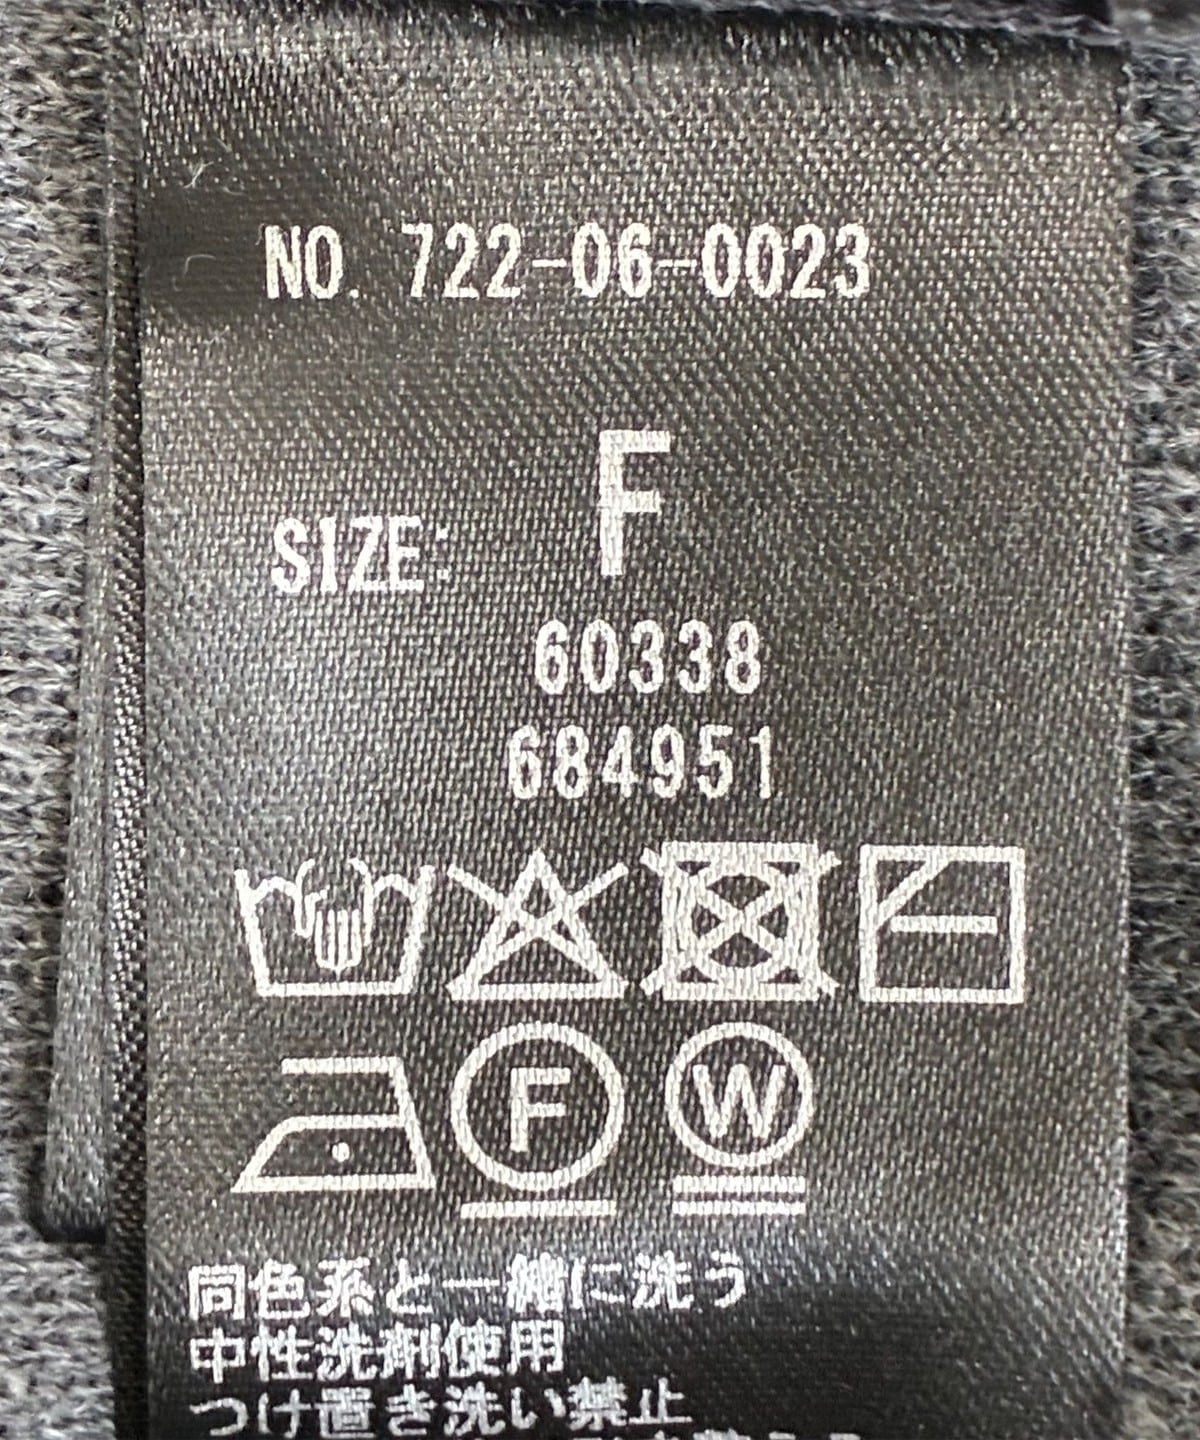 NO. 722-06-0023
F
SIZE:
60338
684951
F W
同色系と一緒に洗う
中性洗剤使用
つけ置き洗い禁止